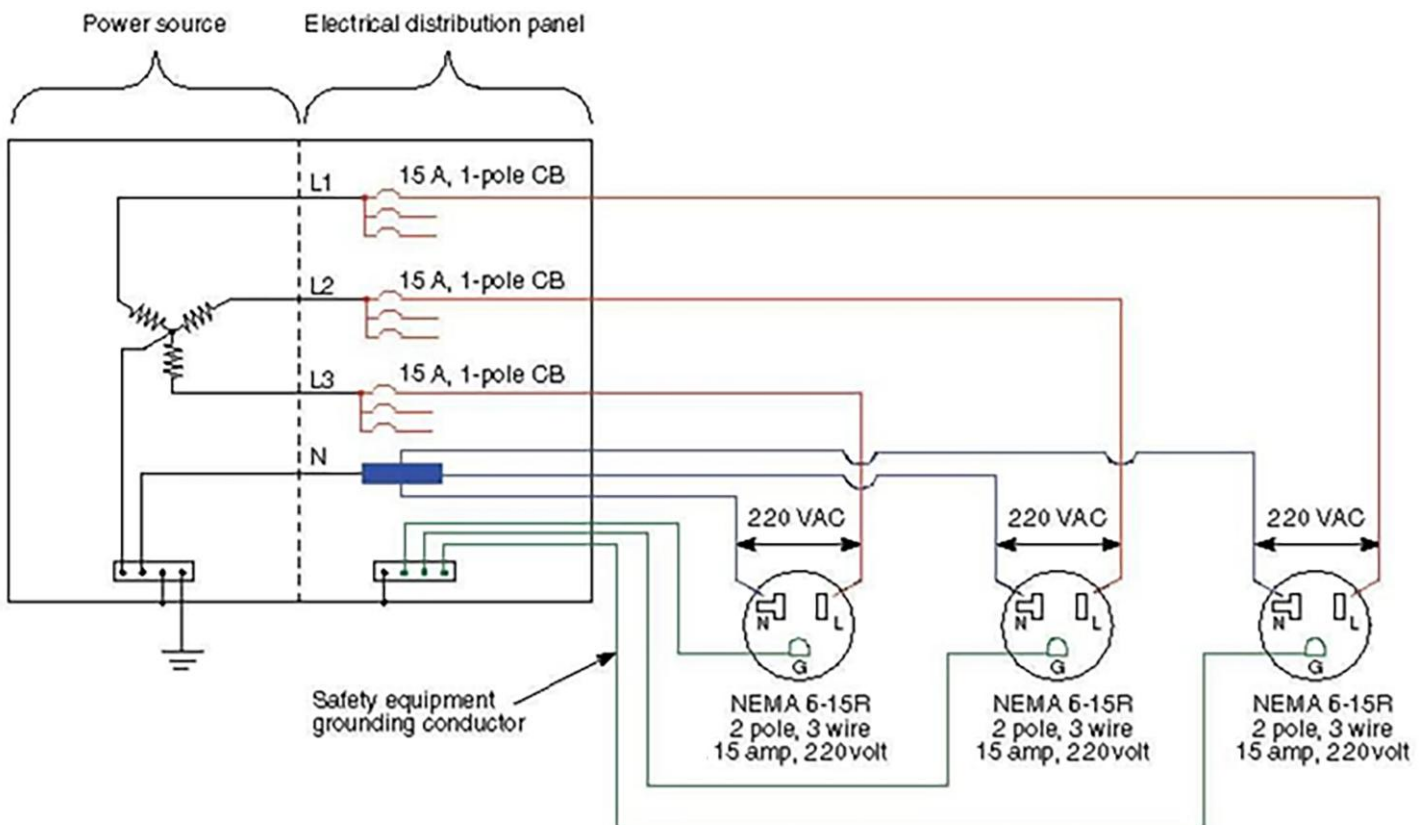 Power source
Electrical distribution panel
L1
15 A, 1-pole CB
L2
15 A, 1-pole CB
L3
15 A, 1-pole CB
N
220 VAC
220 VAC
220 VAC
N
L
G
N
L
G
N
L
G
Safety equipment
grounding conductor
NEMA 6-15R
2 pole, 3 wire
15 amp, 220volt
NEMA 6-15R
2 pole, 3 wire
15 amp, 220volt
NEMA 6-15R
2 pole, 3 wire
15 amp, 220volt